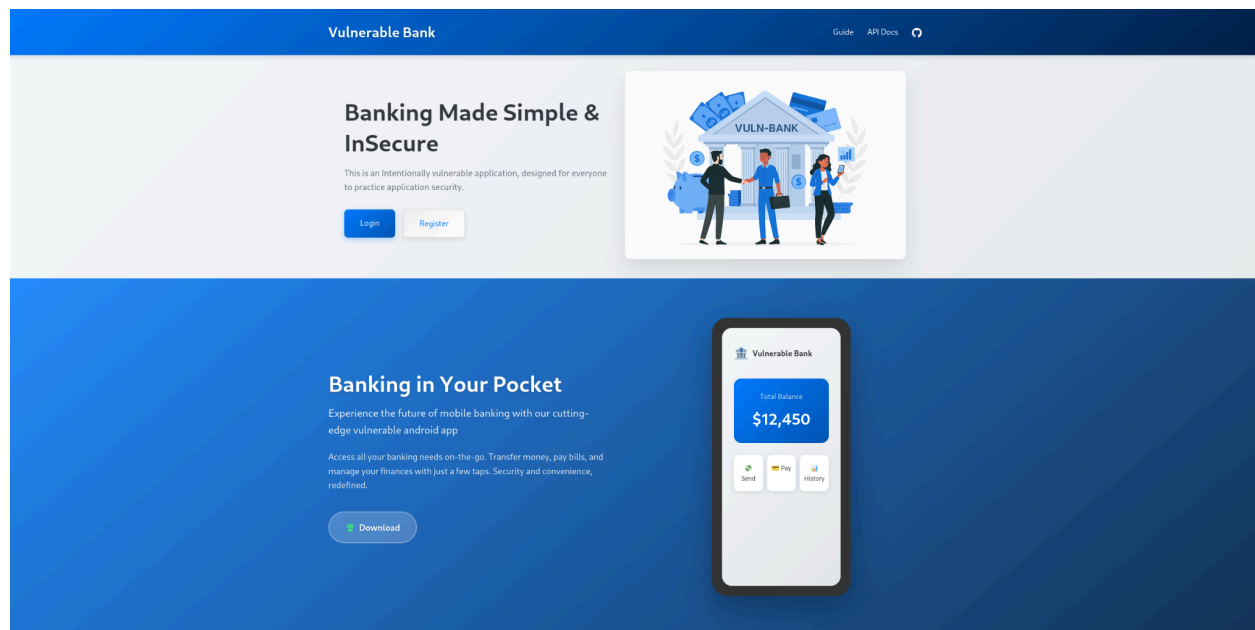 Vulnerable Bank
Guide
API Docs
Banking Made Simple &
InSecure
This is an Intentionally vulnerable application, designed for everyone
to practice application security.
Login
Register
VULN-BANK
Banking in Your Pocket
Experience the future of mobile banking with our cutting-
edge vulnerable android app
Access all your banking needs on-the-go. Transfer money, pay bills, and
manage your finances with just a few taps. Security and convenience,
redefined.
Download
Vulnerable Bank
Total Balance
$12,450
Send
Pay
History